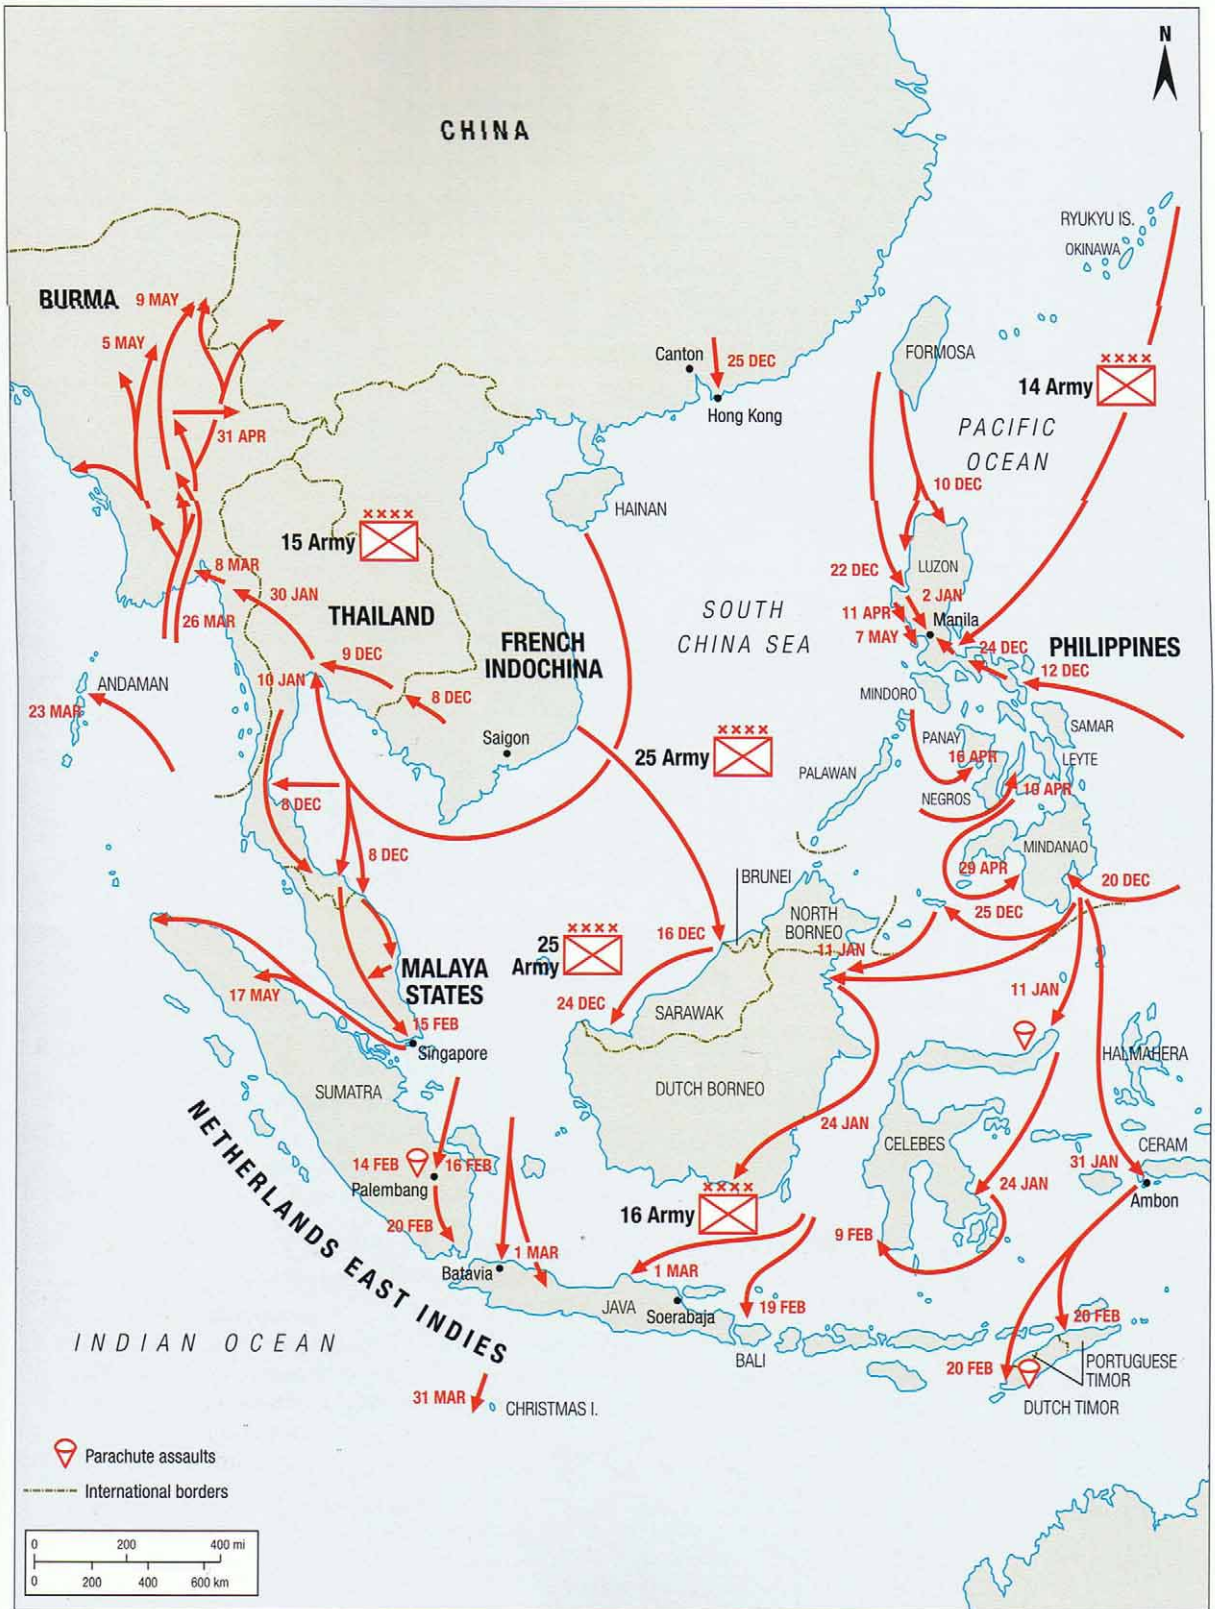 N
CHINA
RYUKYU IS.
OKINAWA
BURMA
9 MAY
5 MAY
Canton
25 DEC
Hong Kong
FORMOSA
14 Army
××××
PACIFIC
OCEAN
31 APR
10 DEC
HAINAN
××××
15 Army
8 MAR
30 JAN
22 DEC
LUZON
2 JAN
11 APR
Manila
7 MAY
24 DEC
26 MAR
THAILAND
SOUTH
CHINA SEA
FRENCH
INDOCHINA
PHILIPPINES
12 DEC
9 DEC
10 JAN
8 DEC
ANDAMAN
23 MAR
MINDORO
SAMAR
Saigon
××××
25 Army
PANAY
16 APR
LEYTE
PALAWAN
NEGROS
10 APR
8 DEC
8 DEC
MINDANAO
29 APR
20 DEC
25 DEC
BRUNEI
NORTH
BORNEO
××××
25
Army
16 DEC
11 JAN
MALAYA
STATES
17 MAY
24 DEC
SARAWAK
11 JAN
15 FEB
Singapore
HALMAHERA
SUMATRA
DUTCH BORNEO
24 JAN
CELEBES
CERAM
NETHERLANDS EAST INDIES
14 FEB
16 FEB
Palembang
31 JAN
24 JAN
Ambon
××××
16 Army
20 FEB
9 FEB
1 MAR
Batavia
1 MAR
JAVA
Soerabaja
19 FEB
20 FEB
INDIAN OCEAN
BALI
20 FEB
PORTUGUESE
TIMOR
DUTCH TIMOR
31 MAR
CHRISTMAS I.
Parachute assaults
International borders
0 200 400 mi
0 200 400 600 km